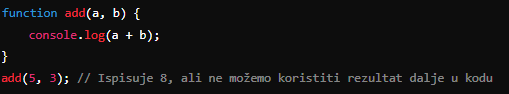 function add(a, b) {
    console.log(a + b);
}
add(5, 3); // Ispisuje 8, ali ne možemo koristiti rezultat dalje u kodu